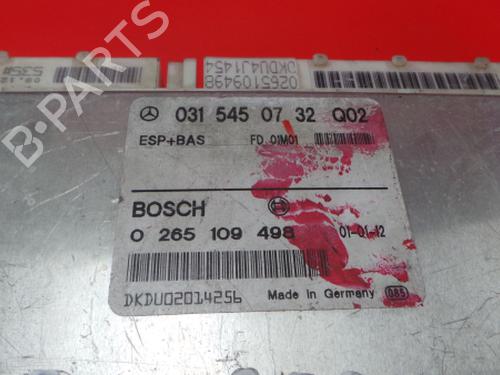 0265109498
DKDU4J1454
031 545 07 32 Q02
ESP+BAS FD 01M01
BOSCH
0 265 109 498 01-01-12
DKDU02014256
Made in Germany 085
B-PARTS